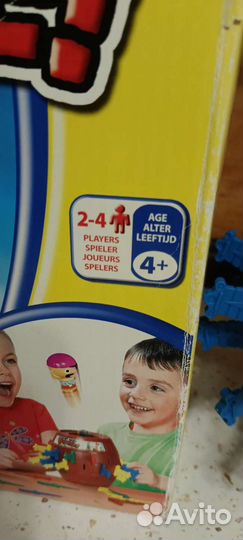 2-4
PLAYERS
SPIELER
JOUEURS
SPELERS
AGE
ALTER
LEEFTIJD
4+
Avito